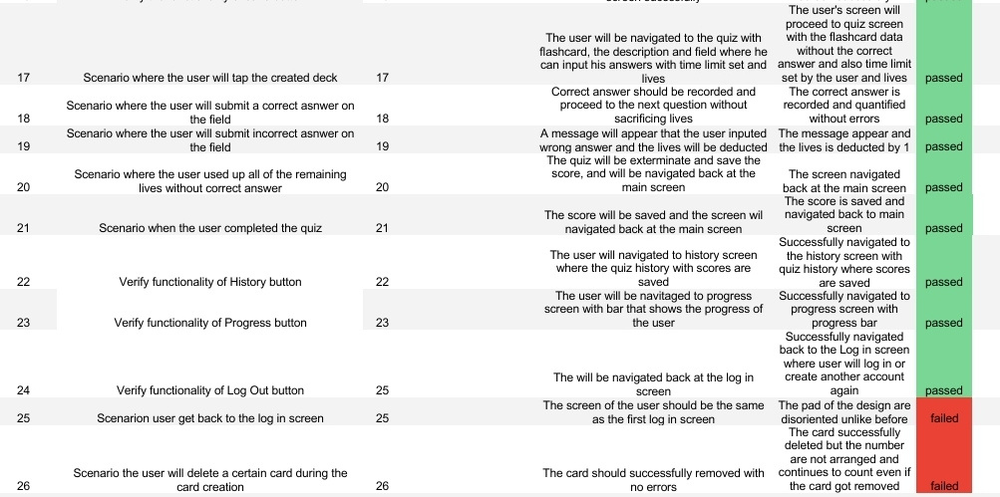 The user's screen will
proceed to quiz screen
The user will be navigated to the quiz with
with the flashcard data
flashcard, the description and field where he
without the correct
can input his answers with time limit set and
answer and also time limit
17 Scenario where the user will tap the created deck 17 lives set by the user and lives passed
Correct answer should be recorded and
The correct answer is
Scenario where the user will submit a correct asnwer on
proceed to the next question without
recorded and quantified
18 the field 18 sacrificing lives without errors passed
Scenario where the user will submit incorrect asnwer on
A message will appear that the user inputed
The message appear and
19 the field 19 wrong answer and the lives will be deducted the lives is deducted by 1 passed
The quiz will be exterminate and save the
Scenario where the user used up all of the remaining
score, and will be navigated back at the
The screen navigated
20 lives without correct answer 20 main screen back at the main screen passed
The score is saved and
The score will be saved and the screen wil
navigated back to main
21 Scenario when the user completed the quiz 21 navigated back at the main screen screen passed
Successfully navigated to
The user will navigated to history screen
the history screen with
where the quiz history with scores are
quiz history where scores
22 Verify functionality of History button 22 saved are saved passed
The user will be navitaged to progress
Successfully navigated to
screen with bar that shows the progress of
progress screen with
23 Verify functionality of Progress button 23 the user progress bar passed
Successfully navigated
back to the Log in screen
where user will log in or
The will be navigated back at the log in
create another account
24 Verify functionality of Log Out button 25 screen again passed
The screen of the user should be the same
The pad of the design are
25 Scenarion user get back to the log in screen 25 as the first log in screen disoriented unlike before failed
The card successfully
deleted but the number
are not arranged and
Scenario the user will delete a certain card during the
The card should successfully removed with
continues to count even if
26 card creation 26 no errors the card got removed failed